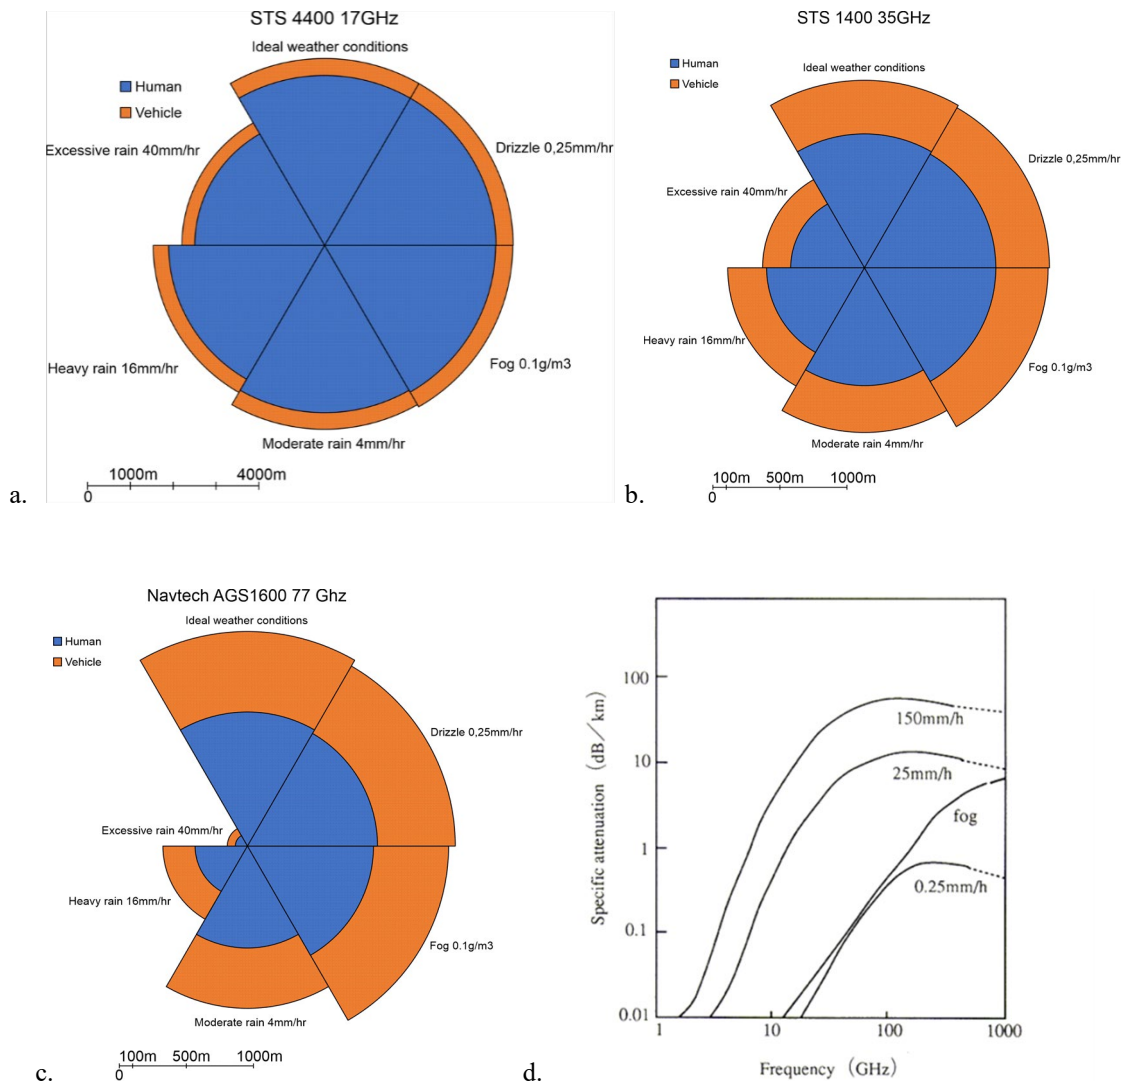 STS 4400 17GHz
Ideal weather conditions
Human
Vehicle
Excessive rain 40mm/hr
Drizzle 0,25mm/hr
Heavy rain 16mm/hr
Fog 0.1g/m3
Moderate rain 4mm/hr
1000m 4000m
0
a.
STS 1400 35GHz
Ideal weather conditions
Human
Vehicle
Drizzle 0,25mm/hr
Excessive rain 40mm/hr
Heavy rain 16mm/hr
Fog 0.1g/m3
Moderate rain 4mm/hr
100m 500m 1000m
0
b.
Navtech AGS1600 77 Ghz
Ideal weather conditions
Human
Vehicle
Drizzle 0,25mm/hr
Excessive rain 40mm/hr
Heavy rain 16mm/hr
Fog 0.1g/m3
Moderate rain 4mm/hr
100m 500m 1000m
0
c.
Specific attenuation (dB/km)
100
10
1
0.1
0.01
150mm/h
25mm/h
fog
0.25mm/h
1 10 100 1000
Frequency (GHz)
d.